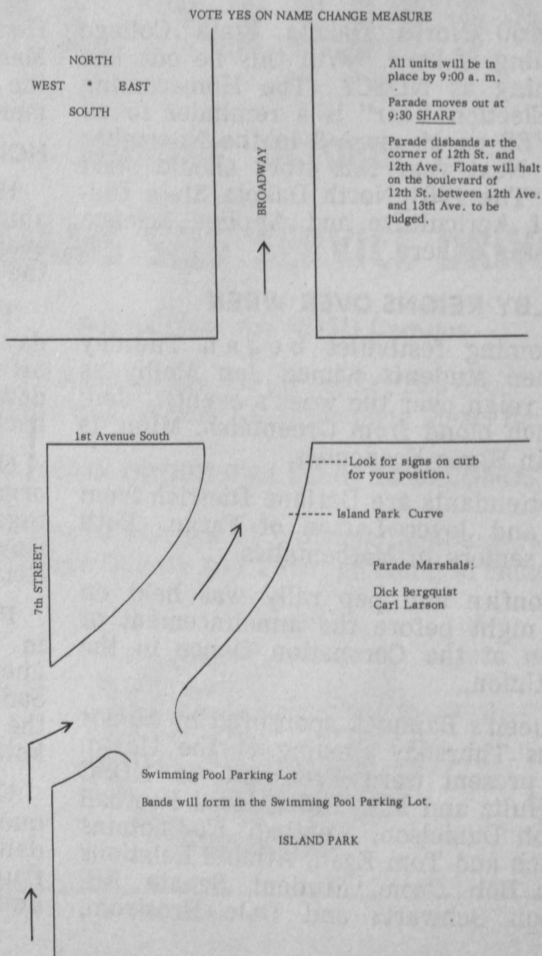 VOTE YES ON NAME CHANGE MEASURE
NORTH
WEST * EAST
SOUTH
All units will be in
place by 9:00 a. m.
Parade moves out at
9:30 SHARP
Parade disbands at the
corner of 12th St. and
12th Ave. Floats will halt
on the boulevard of
12th St. between 12th Ave.
and 13th Ave. to be
judged.
BROADWAY
1st Avenue South
Look for signs on curb
for your position.
Island Park Curve
7th STREET
Parade Marshals:
Dick Bergquist
Carl Larson
Swimming Pool Parking Lot
Bands will form in the Swimming Pool Parking Lot.
ISLAND PARK